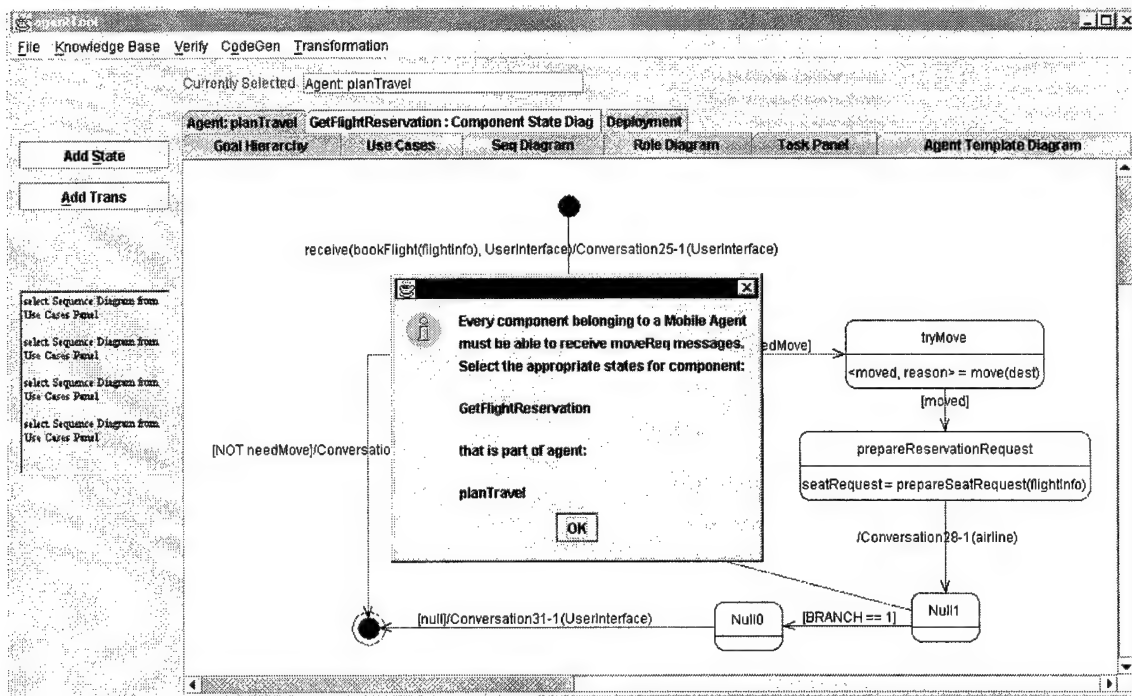 agentTool
File Knowledge Base Verify CodeGen Transformation
Currently Selected Agent: planTravel
Agent: planTravel GetFlightReservation : Component State Diag Deployment
Goal Hierarchy Use Cases Seq Diagram Role Diagram Task Panel Agent Template Diagram
Add State
Add Trans
select Sequence Diagram from
Use Cases Panel
select Sequence Diagram from
Use Cases Panel
select Sequence Diagram from
Use Cases Panel
select Sequence Diagram from
Use Cases Panel
receive(bookFlight(flightInfo), UserInterface)/Conversation25-1(UserInterface)
Every component belonging to a Mobile Agent
must be able to receive moveReq messages.
Select the appropriate states for component:
GetFlightReservation
that is part of agent:
planTravel
OK
edMove]
tryMove
<moved, reason> = move(dest)
[moved]
prepareReservationRequest
seatRequest = prepareSeatRequest(flightInfo)
[NOT needMove]/Conversatio
/Conversation28-1(airline)
Null1
[BRANCH == 1]
Null0
[null]/Conversation31-1(UserInterface)